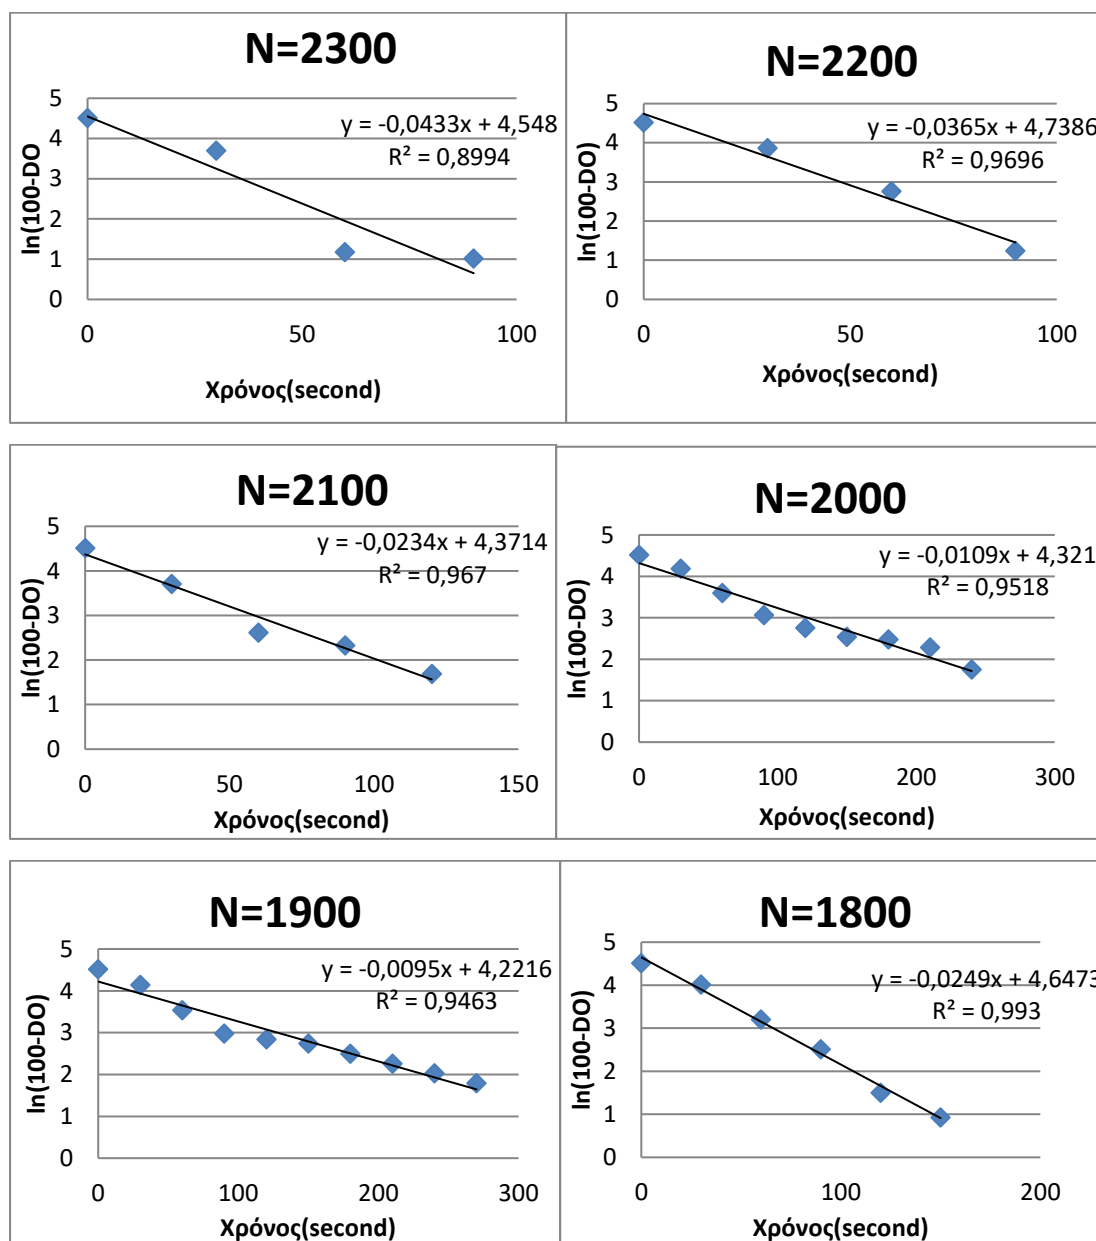 N=2300
y = -0,0433x + 4,548
R² = 0,8994
ln(100-DO
5
4
3
2
1
0
0 50 100
Χρόνος(second)
N=2200
y = -0,0365x + 4,7386
R² = 0,9696
ln(100-DO)
5
4
3
2
1
0
0 50 100
Χρόνος(second)
N=2100
y = -0,0234x + 4,3714
R² = 0,967
ln(100-DO)
5
4
3
2
1
0
0 50 100 150
Χρόνος(second)
N=2000
y = -0,0109x + 4,321
R² = 0,9518
ln(100-DO)
5
4
3
2
1
0
0 100 200 300
Χρόνος(second)
N=1900
y = -0,0095x + 4,2216
R² = 0,9463
ln(100-DO)
5
4
3
2
1
0
0 100 200 300
Χρόνος(second)
N=1800
y = -0,0249x + 4,6473
R² = 0,993
ln(100-DO)
5
4
3
2
1
0
0 100 200
Χρόνος(second)